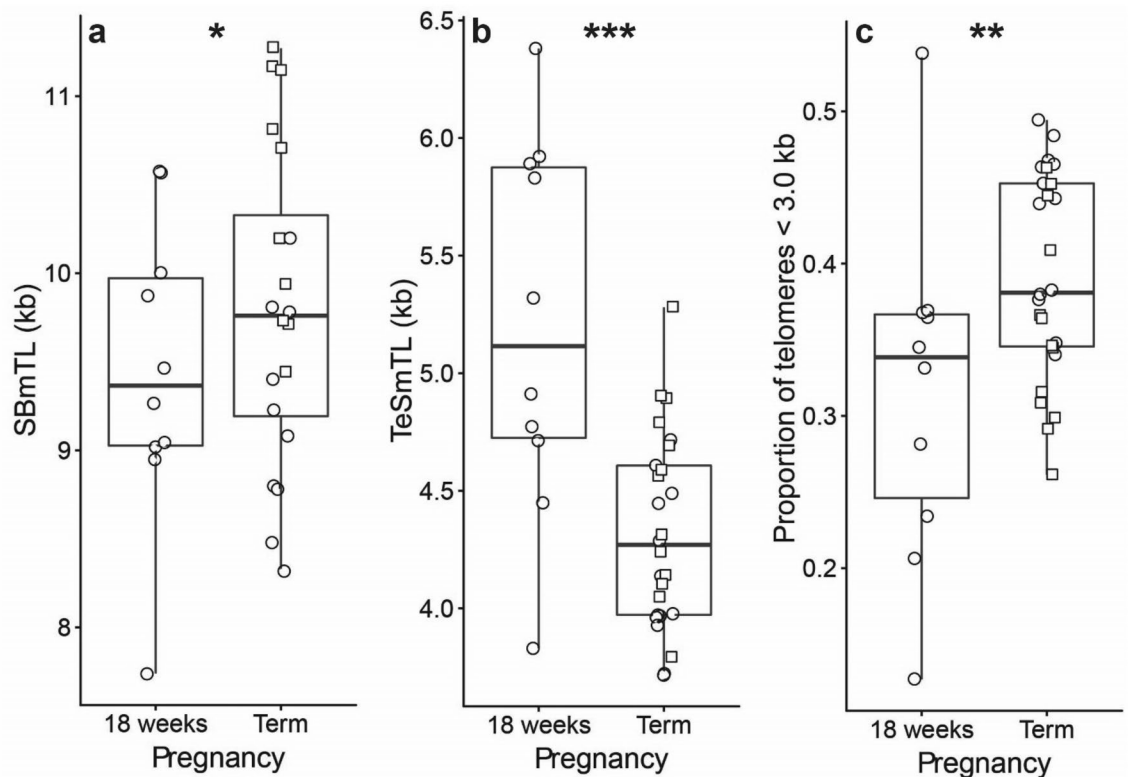 a
*
SBmTL (kb)
11
10
9
8
18 weeks
Term
Pregnancy
b
***
TeSmTL (kb)
6.5
6.0
5.5
5.0
4.5
4.0
18 weeks
Term
Pregnancy
c
**
Proportion of telomeres < 3.0 kb
0.5
0.4
0.3
0.2
18 weeks
Term
Pregnancy